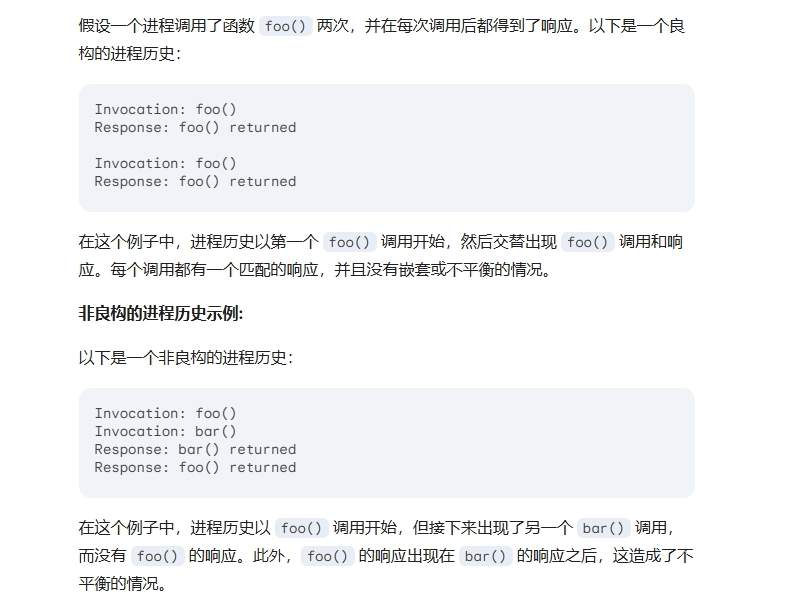 假设一个进程调用了函数 foo() 两次，并在每次调用后都得到了响应。以下是一个良
构的进程历史：
Invocation: foo()
Response: foo() returned
Invocation: foo()
Response: foo() returned
在这个例子中，进程历史以第一个 foo() 调用开始，然后交替出现 foo() 调用和响
应。每个调用都有一个匹配的响应，并且没有嵌套或不平衡的情况。
非良构的进程历史示例:
以下是一个非良构的进程历史：
Invocation: foo()
Invocation: bar()
Response: bar() returned
Response: foo() returned
在这个例子中，进程历史以 foo() 调用开始，但接下来出现了另一个 bar() 调用，
而没有 foo() 的响应。此外，foo() 的响应出现在 bar() 的响应之后，这造成了不
平衡的情况。